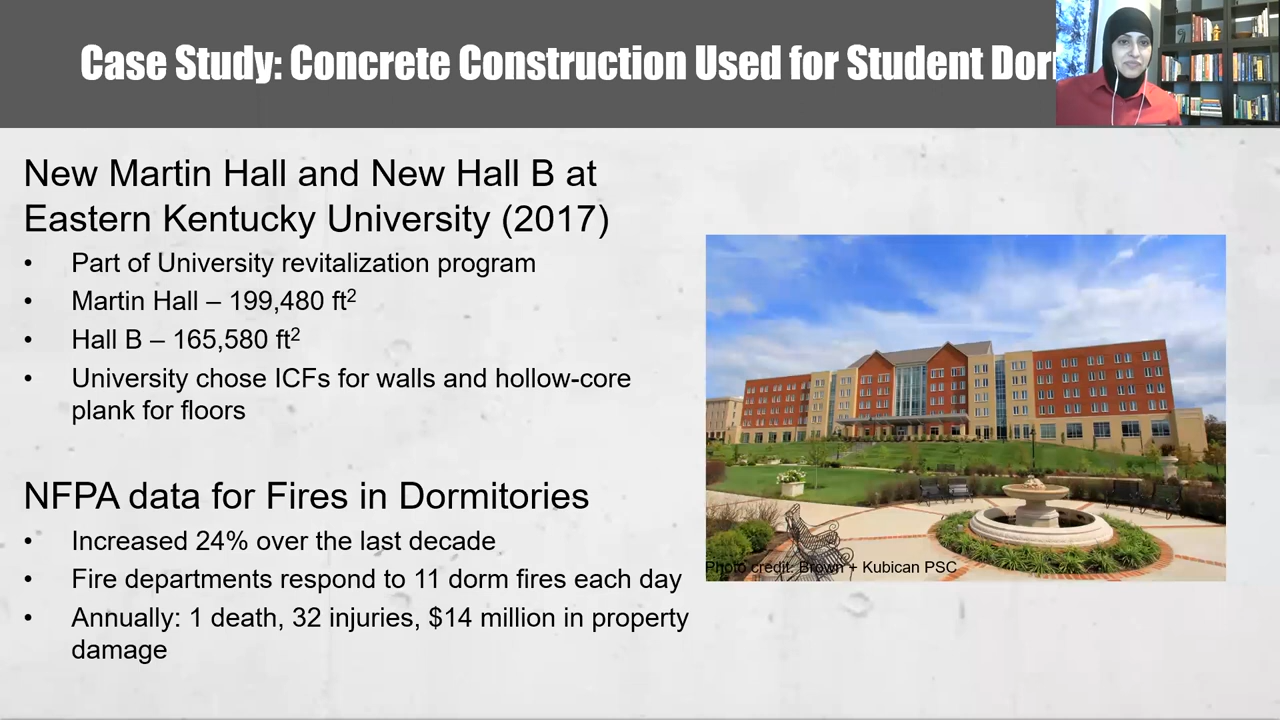 Case Study: Concrete Construction Used for Student Dor
New Martin Hall and New Hall B at
Eastern Kentucky University (2017)
• Part of University revitalization program
• Martin Hall – 199,480 ft²
• Hall B – 165,580 ft²
• University chose ICFs for walls and hollow-core
plank for floors
NFPA data for Fires in Dormitories
• Increased 24% over the last decade
• Fire departments respond to 11 dorm fires each day
• Annually: 1 death, 32 injuries, $14 million in property
damage
Photo credit: Brown + Kubican PSC